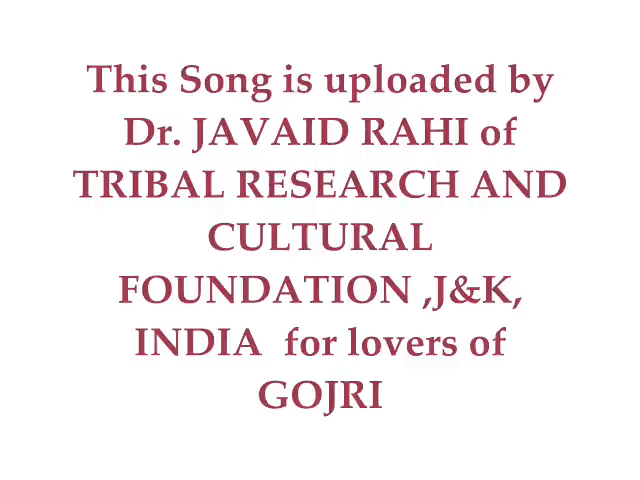 This Song is uploaded by
Dr. JAVAID RAHI of
TRIBAL RESEARCH AND
CULTURAL
FOUNDATION ,J&K,
INDIA  for lovers of
GOJRI